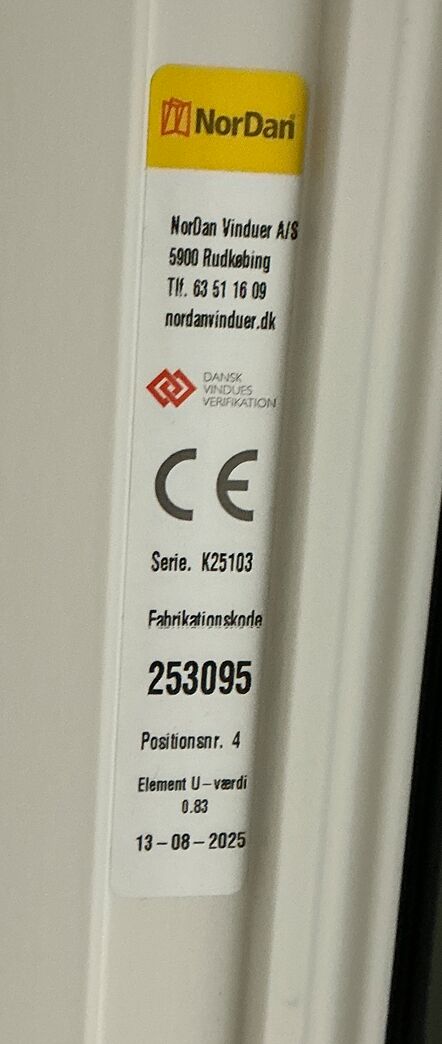 NorDan
NorDan Vinduer A/S
5900 Rudkøbing
Tlf. 63 51 16 09
nordanvinduer.dk
DANSK
VINDUES
VERIFIKATION
CE
Serie. K25103
Fabrikationskode
253095
Positionsnr. 4
Element U-værdi
0.83
13-08-2025